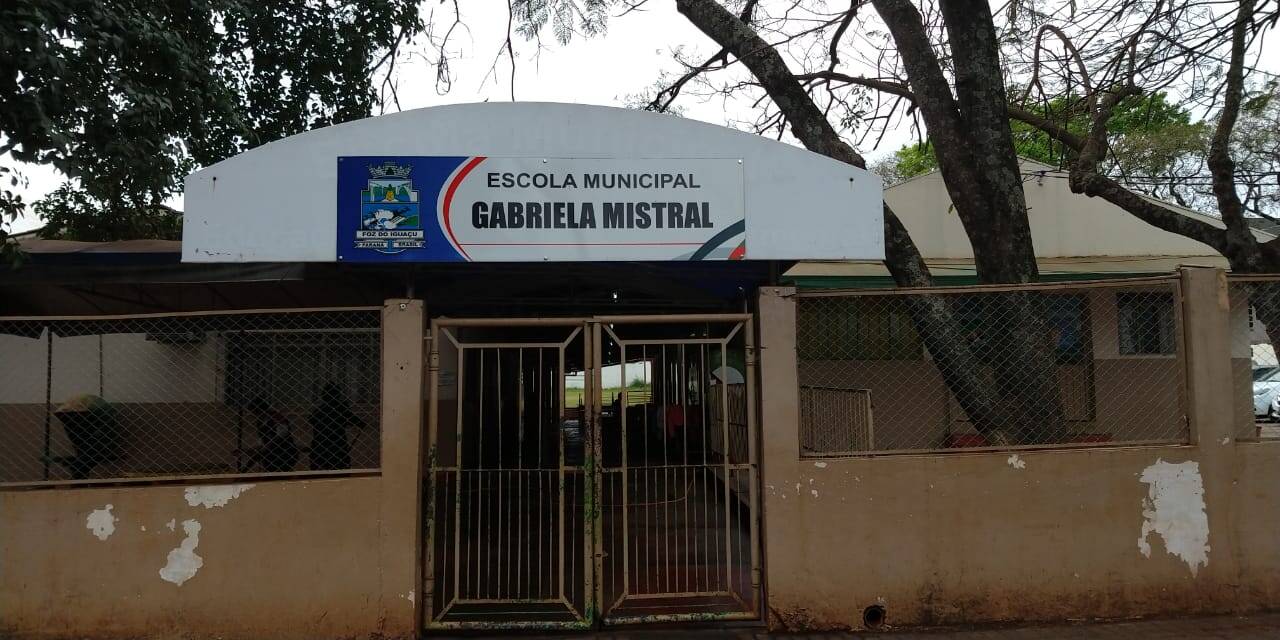 ESCOLA MUNICIPAL
GABRIELA MISTRAL
FOZ DO IGUAÇU
PARANÁ BRASIL